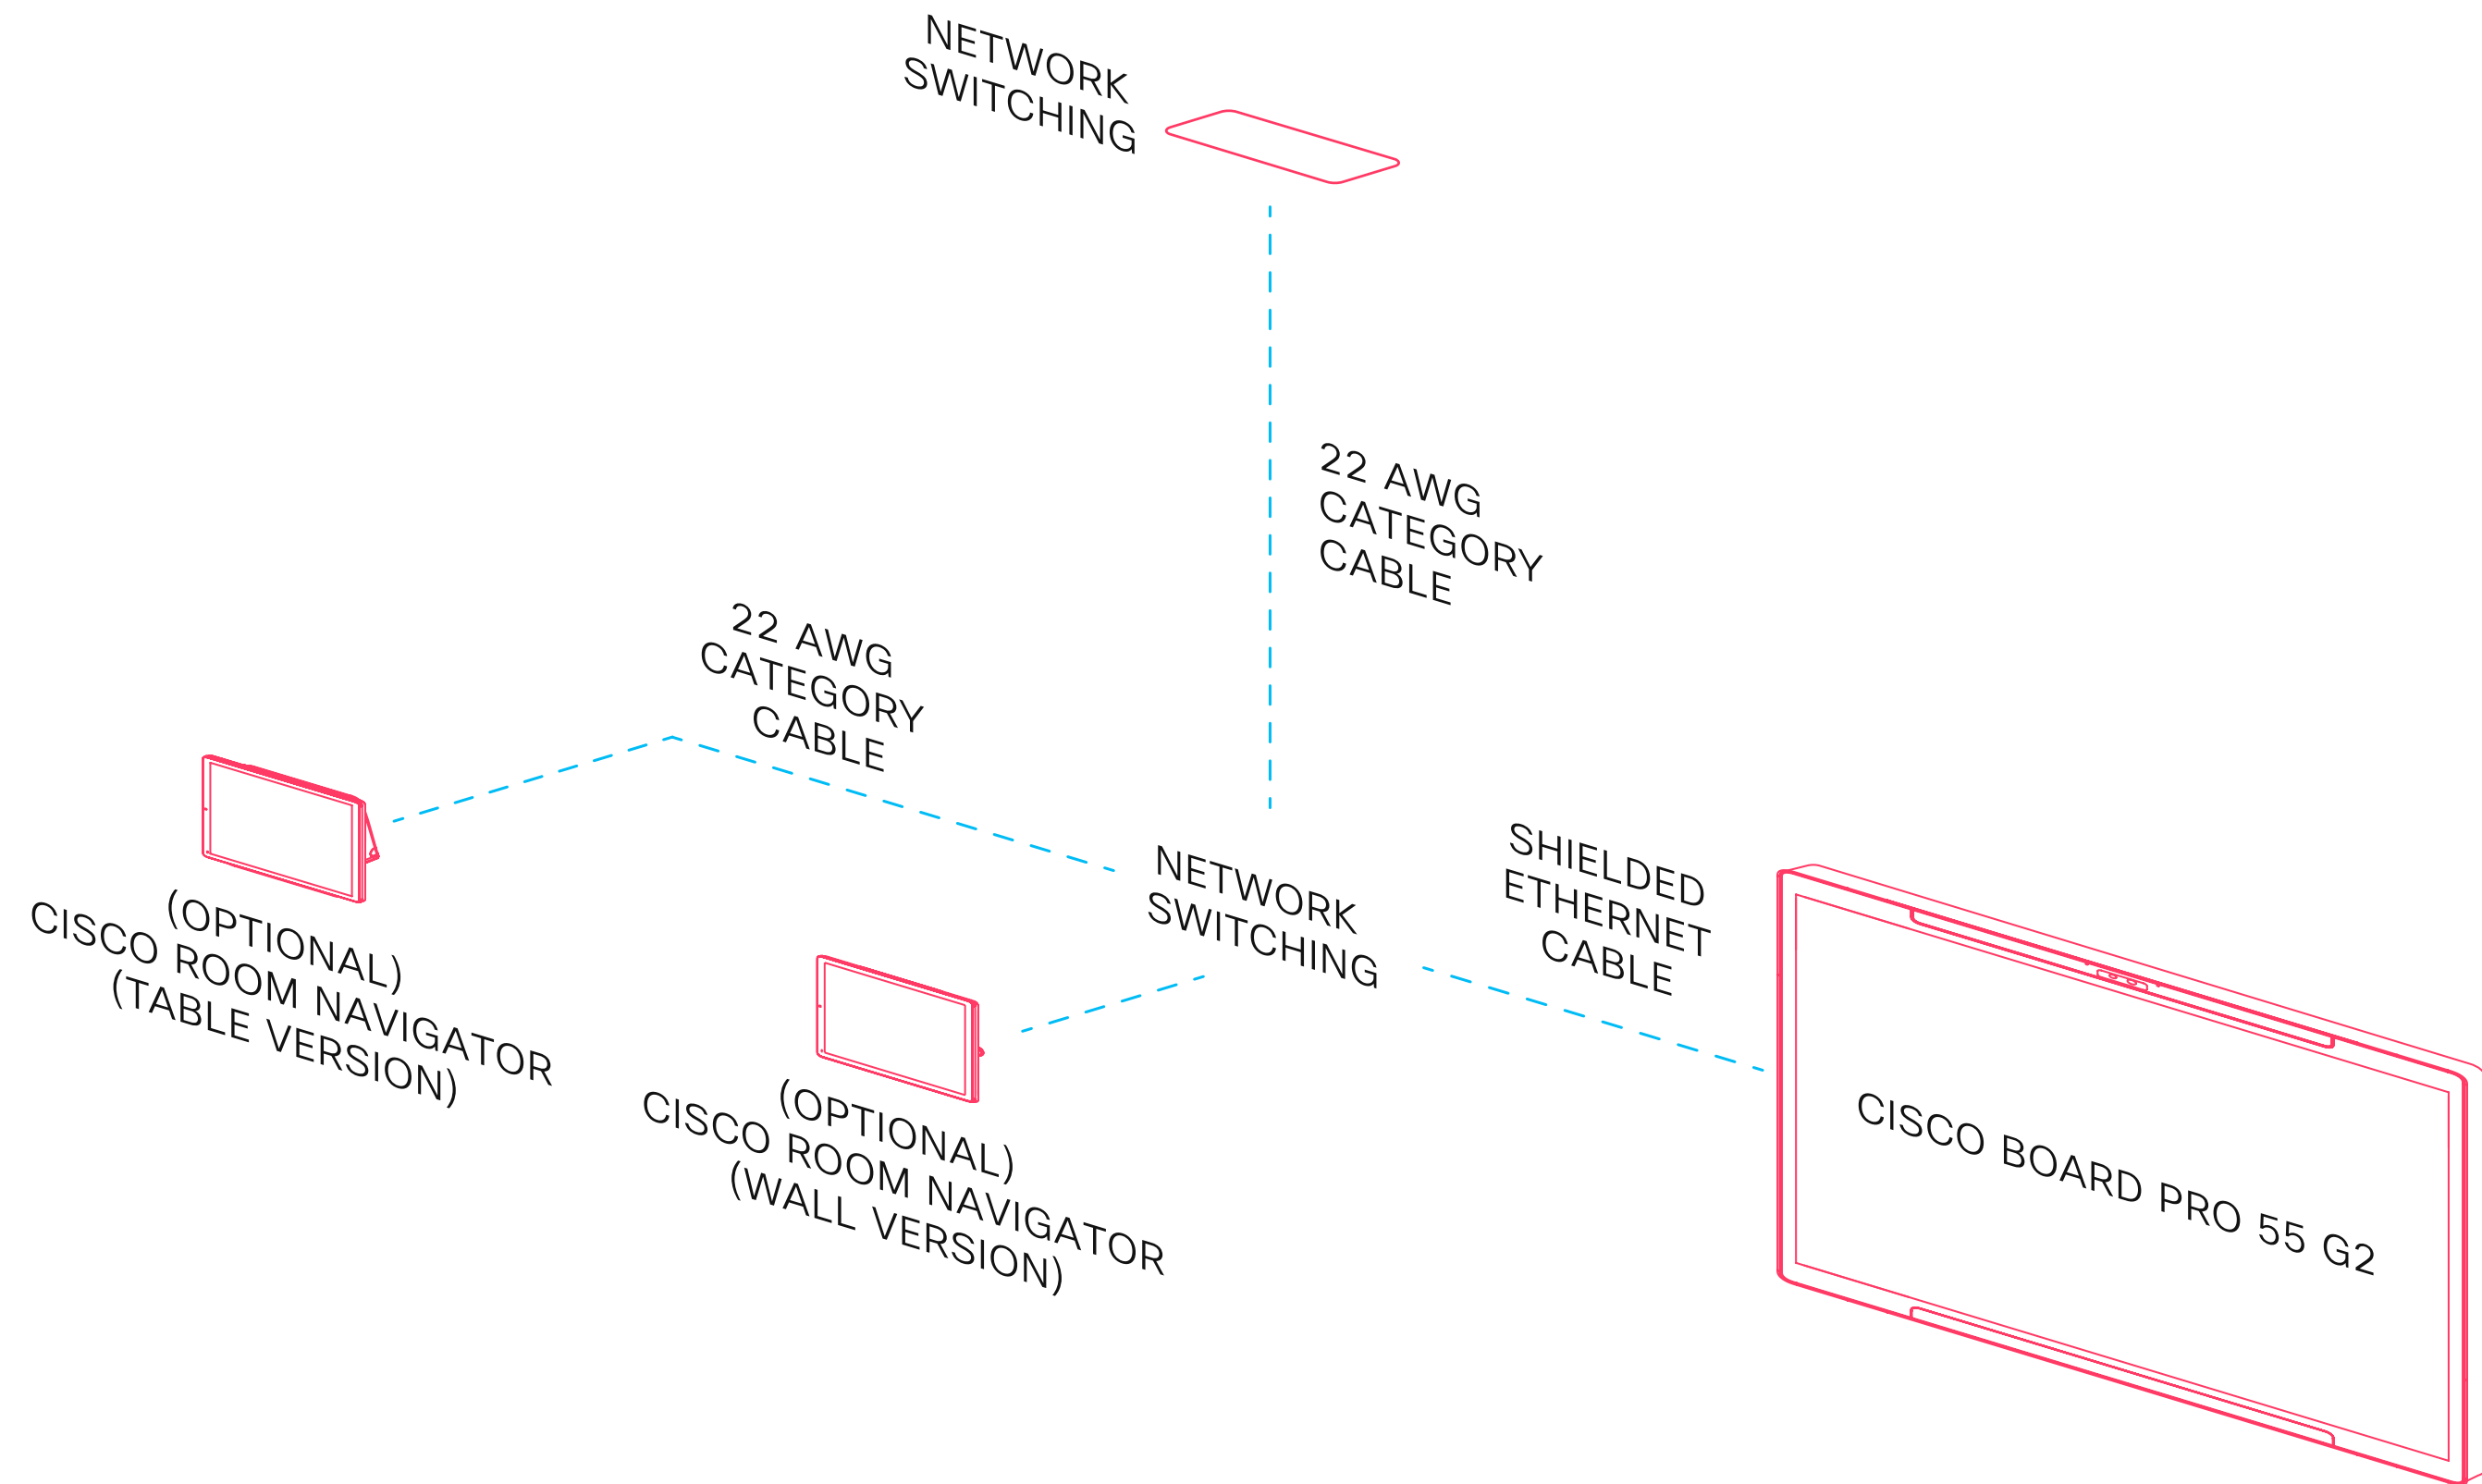 NETWORK
SWITCHING
22 AWG
CATEGORY
CABLE
22 AWG
CATEGORY
CABLE
(OPTIONAL)
CISCO ROOM NAVIGATOR
(TABLE VERSION)
NETWORK
SWITCHING
SHIELDED
ETHERNET
CABLE
(OPTIONAL)
CISCO ROOM NAVIGATOR
(WALL VERSION)
CISCO BOARD PRO 55 G2